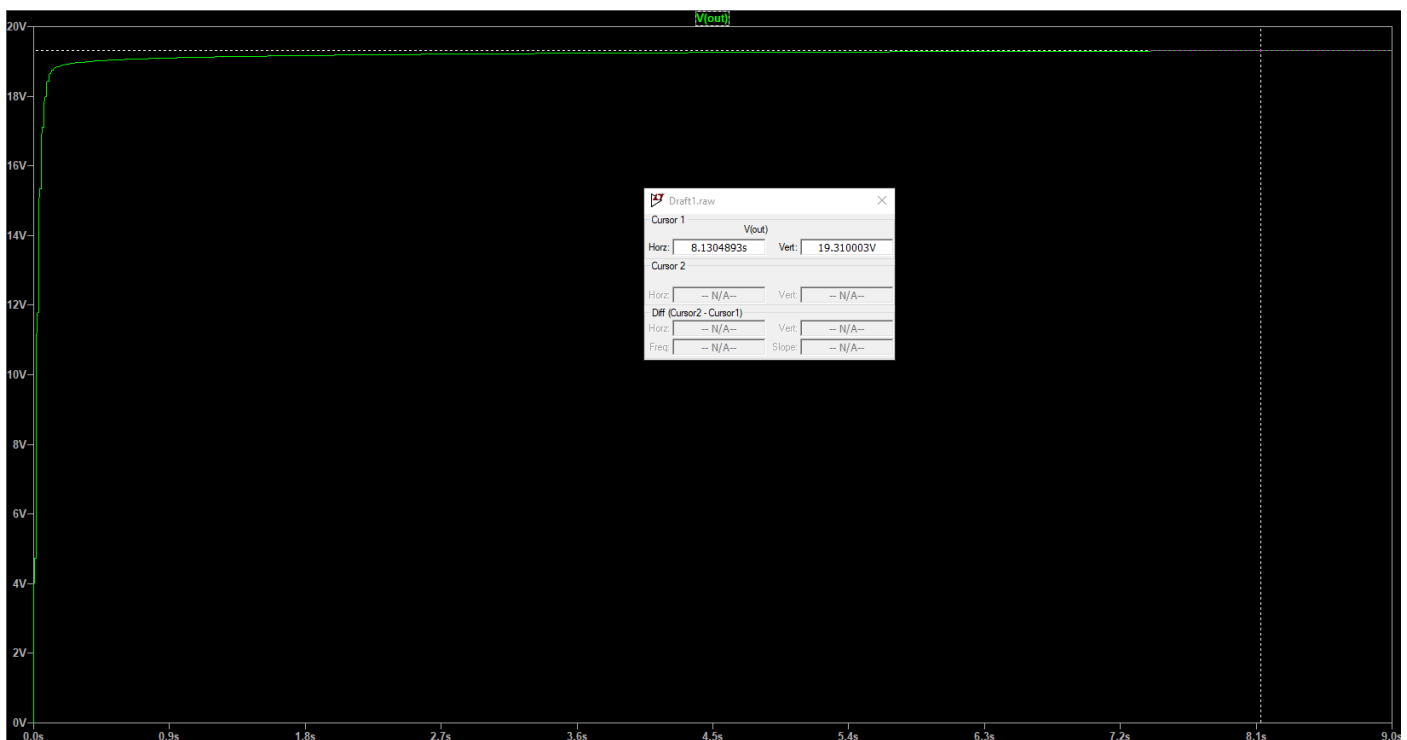 V(out)
20V
18V
16V
14V
12V
10V
8V
6V
4V
2V
0V
Draft1.raw
Cursor 1
V(out)
Horz: 8.1304893s Vert: 19.310003V
Cursor 2
Horz: -- N/A-- Vert: -- N/A--
Diff (Cursor2 - Cursor1)
Horz: -- N/A-- Vert: -- N/A--
Freq: -- N/A-- Slope: -- N/A--
0.0s 0.9s 1.8s 2.7s 3.6s 4.5s 5.4s 6.3s 7.2s 8.1s 9.0s